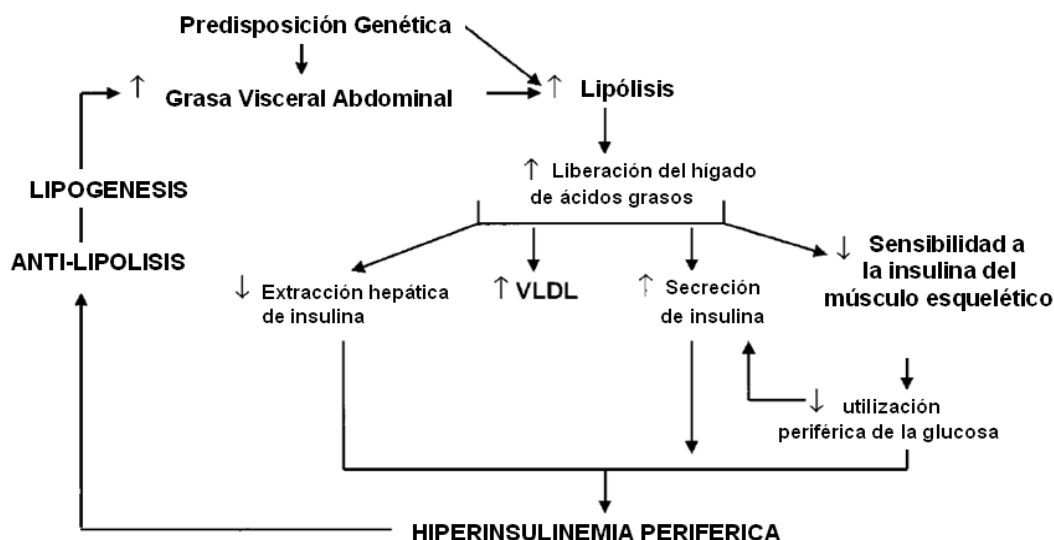 Predisposición Genética
↑ Grasa Visceral Abdominal
↑ Lipólisis
↑ Liberación del hígado
de ácidos grasos
LIPOGENESIS
ANTI-LIPOLISIS
↓ Extracción hepática
de insulina
↑ VLDL
↑ Secreción
de insulina
↓ Sensibilidad a
la insulina del
músculo esquelético
↓ utilización
periférica de la glucosa
HIPERINSULINEMIA PERIFERICA